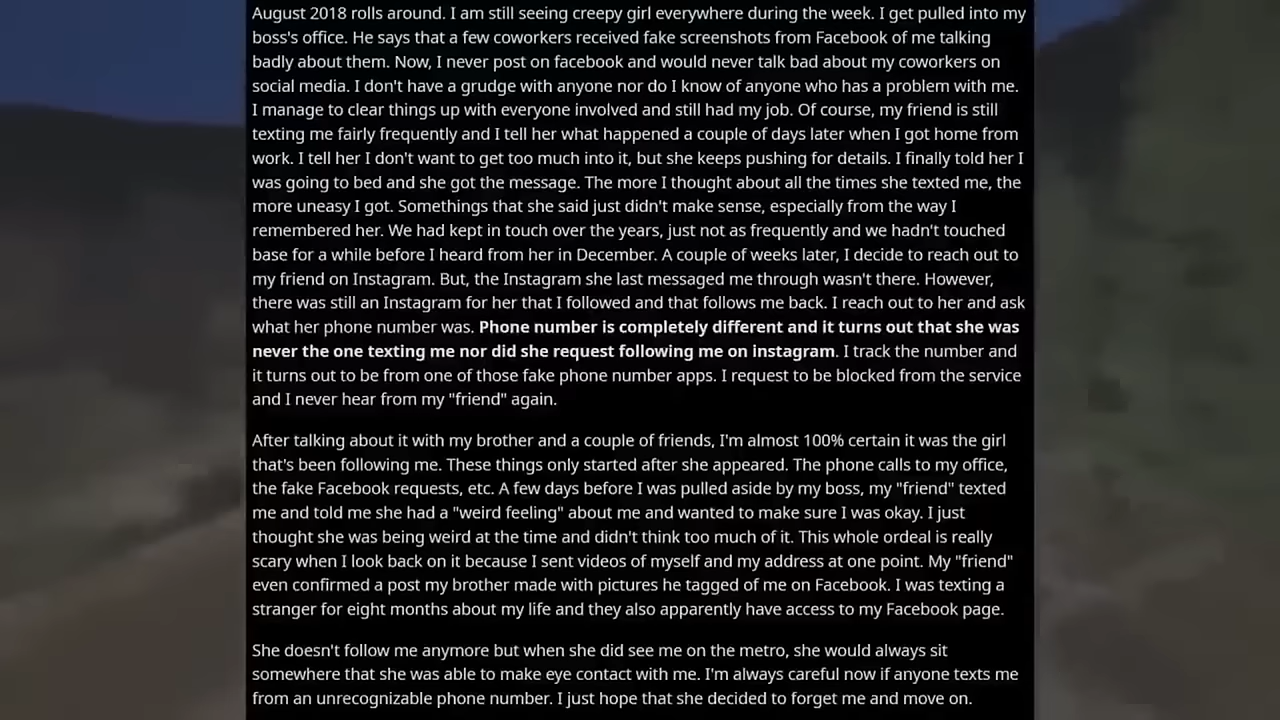 August 2018 rolls around. I am still seeing creepy girl everywhere during the week. I get pulled into my
boss's office. He says that a few coworkers received fake screenshots from Facebook of me talking
badly about them. Now, I never post on facebook and would never talk bad about my coworkers on
social media. I don't have a grudge with anyone nor do I know of anyone who has a problem with me.
I manage to clear things up with everyone involved and still had my job. Of course, my friend is still
texting me fairly frequently and I tell her what happened a couple of days later when I got home from
work. I tell her I don't want to get too much into it, but she keeps pushing for details. I finally told her I
was going to bed and she got the message. The more I thought about all the times she texted me, the
more uneasy I got. Somethings that she said just didn't make sense, especially from the way I
remembered her. We had kept in touch over the years, just not as frequently and we hadn't touched
base for a while before I heard from her in December. A couple of weeks later, I decide to reach out to
my friend on Instagram. But, the Instagram she last messaged me through wasn't there. However,
there was still an Instagram for her that I followed and that follows me back. I reach out to her and ask
what her phone number was. Phone number is completely different and it turns out that she was
never the one texting me nor did she request following me on instagram. I track the number and
it turns out to be from one of those fake phone number apps. I request to be blocked from the service
and I never hear from my "friend" again.
After talking about it with my brother and a couple of friends, I'm almost 100% certain it was the girl
that's been following me. These things only started after she appeared. The phone calls to my office,
the fake Facebook requests, etc. A few days before I was pulled aside by my boss, my "friend" texted
me and told me she had a "weird feeling" about me and wanted to make sure I was okay. I just
thought she was being weird at the time and didn't think too much of it. This whole ordeal is really
scary when I look back on it because I sent videos of myself and my address at one point. My "friend"
even confirmed a post my brother made with pictures he tagged of me on Facebook. I was texting a
stranger for eight months about my life and they also apparently have access to my Facebook page.
She doesn't follow me anymore but when she did see me on the metro, she would always sit
somewhere that she was able to make eye contact with me. I'm always careful now if anyone texts me
from an unrecognizable phone number. I just hope that she decided to forget me and move on.